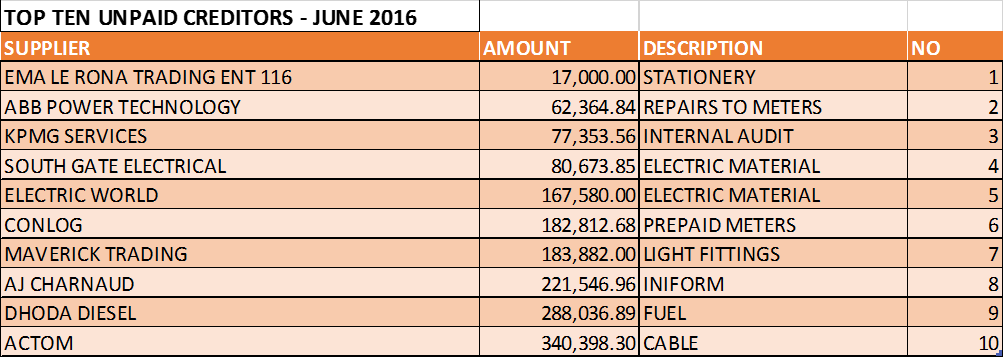 TOP TEN UNPAID CREDITORS - JUNE 2016
SUPPLIER AMOUNT DESCRIPTION NO
EMA LE RONA TRADING ENT 116 17,000.00 STATIONERY 1
ABB POWER TECHNOLOGY 62,364.84 REPAIRS TO METERS 2
KPMG SERVICES 77,353.56 INTERNAL AUDIT 3
SOUTH GATE ELECTRICAL 80,673.85 ELECTRIC MATERIAL 4
ELECTRIC WORLD 167,580.00 ELECTRIC MATERIAL 5
CONLOG 182,812.68 PREPAID METERS 6
MAVERICK TRADING 183,882.00 LIGHT FITTINGS 7
AJ CHARNAUD 221,546.96 INIFORM 8
DHODA DIESEL 288,036.89 FUEL 9
ACTOM 340,398.30 CABLE 10